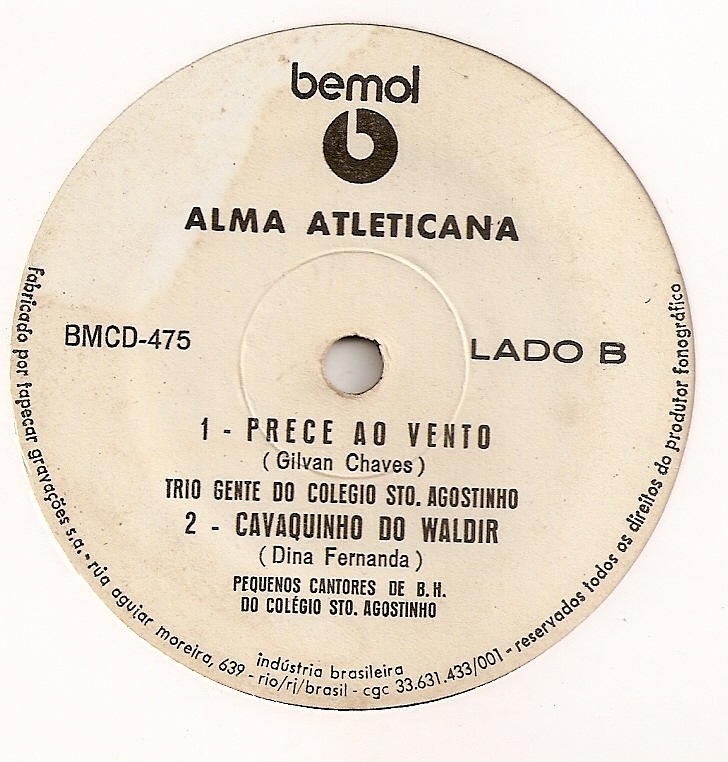 bemol
b
ALMA ATLETICANA
BMCD-475
LADO B
1 - PRECE AO VENTO
( Gilvan Chaves )
TRIO GENTE DO COLEGIO STO. AGOSTINHO
2 - CAVAQUINHO DO WALDIR
( Dina Fernanda )
PEQUENOS CANTORES DE B.H.
DO COLÉGIO STO. AGOSTINHO
indústria brasileira
fabricado por tapecar gravações s.a. - rúa aguiar moreira, 639 - rio/rj/brasil - cgc 33.631.433/001 - reservados todos os direitos do produtor fonográfico